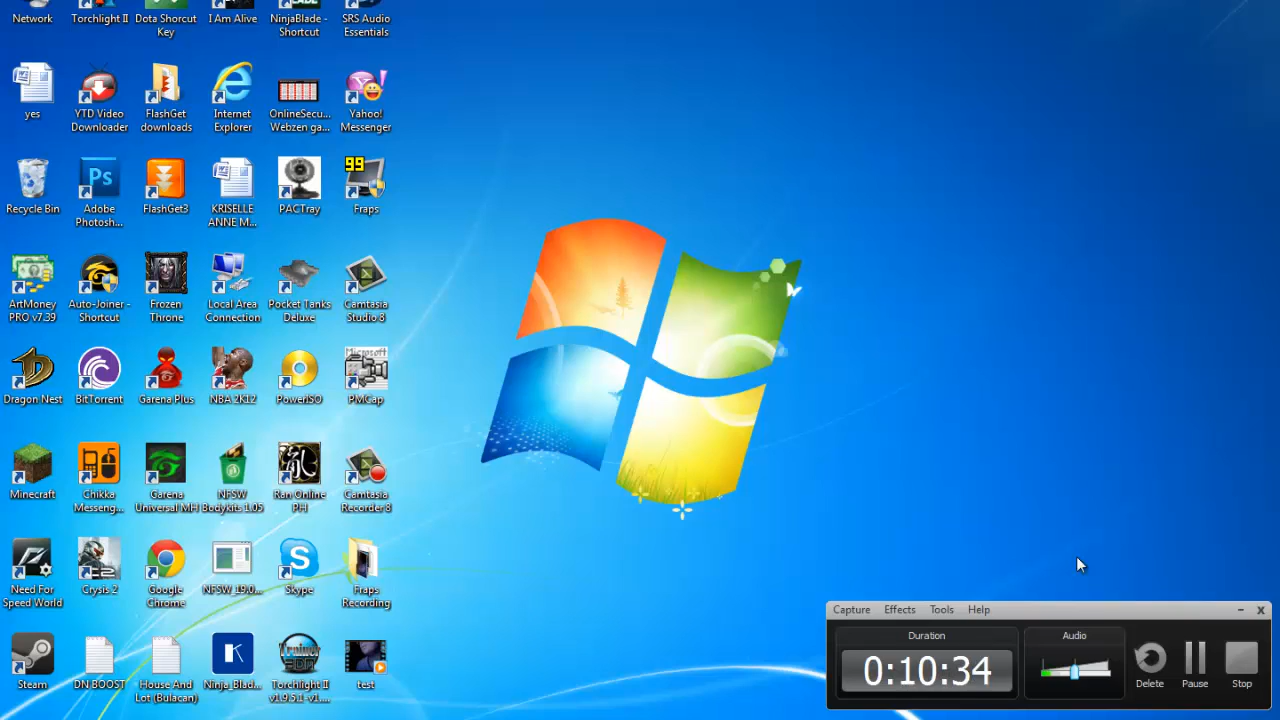 Network
Torchlight II
Dota Shorcut
Key
I Am Alive
NinjaBlade -
Shortcut
SRS Audio
Essentials
yes
YTD Video
Downloader
FlashGet
downloads
Internet
Explorer
OnlineSecu...
Webzen ga...
Yahoo!
Messenger
Recycle Bin
Ps
Adobe
Photosh...
FlashGet3
KRISELLE
ANNE M...
PACTray
99
Fraps
ArtMoney
PRO v7.39
Auto-Joiner -
Shortcut
Frozen
Throne
Local Area
Connection
Pocket Tanks
Deluxe
Camtasia
Studio 8
Dragon Nest
BitTorrent
Garena Plus
NBA 2K12
PowerISO
Microsoft
PMCap
Minecraft
Chikka
Messeng...
Garena
Universal MH
NFSW
Bodykits 1.05
Ran Online
PH
Camtasia
Recorder 8
Need For
Speed World
Crysis 2
Google
Chrome
NFSW 19.0...
Skype
Fraps
Recording
Steam
DN BOOST
House And
Lot (Bulacan)
K
Ninja_Blad...
Trainer
Torchlight II
v1.9.5.1 -v1....
test
Capture Effects Tools Help
Duration
0:10:34
Audio
Delete
Pause
Stop